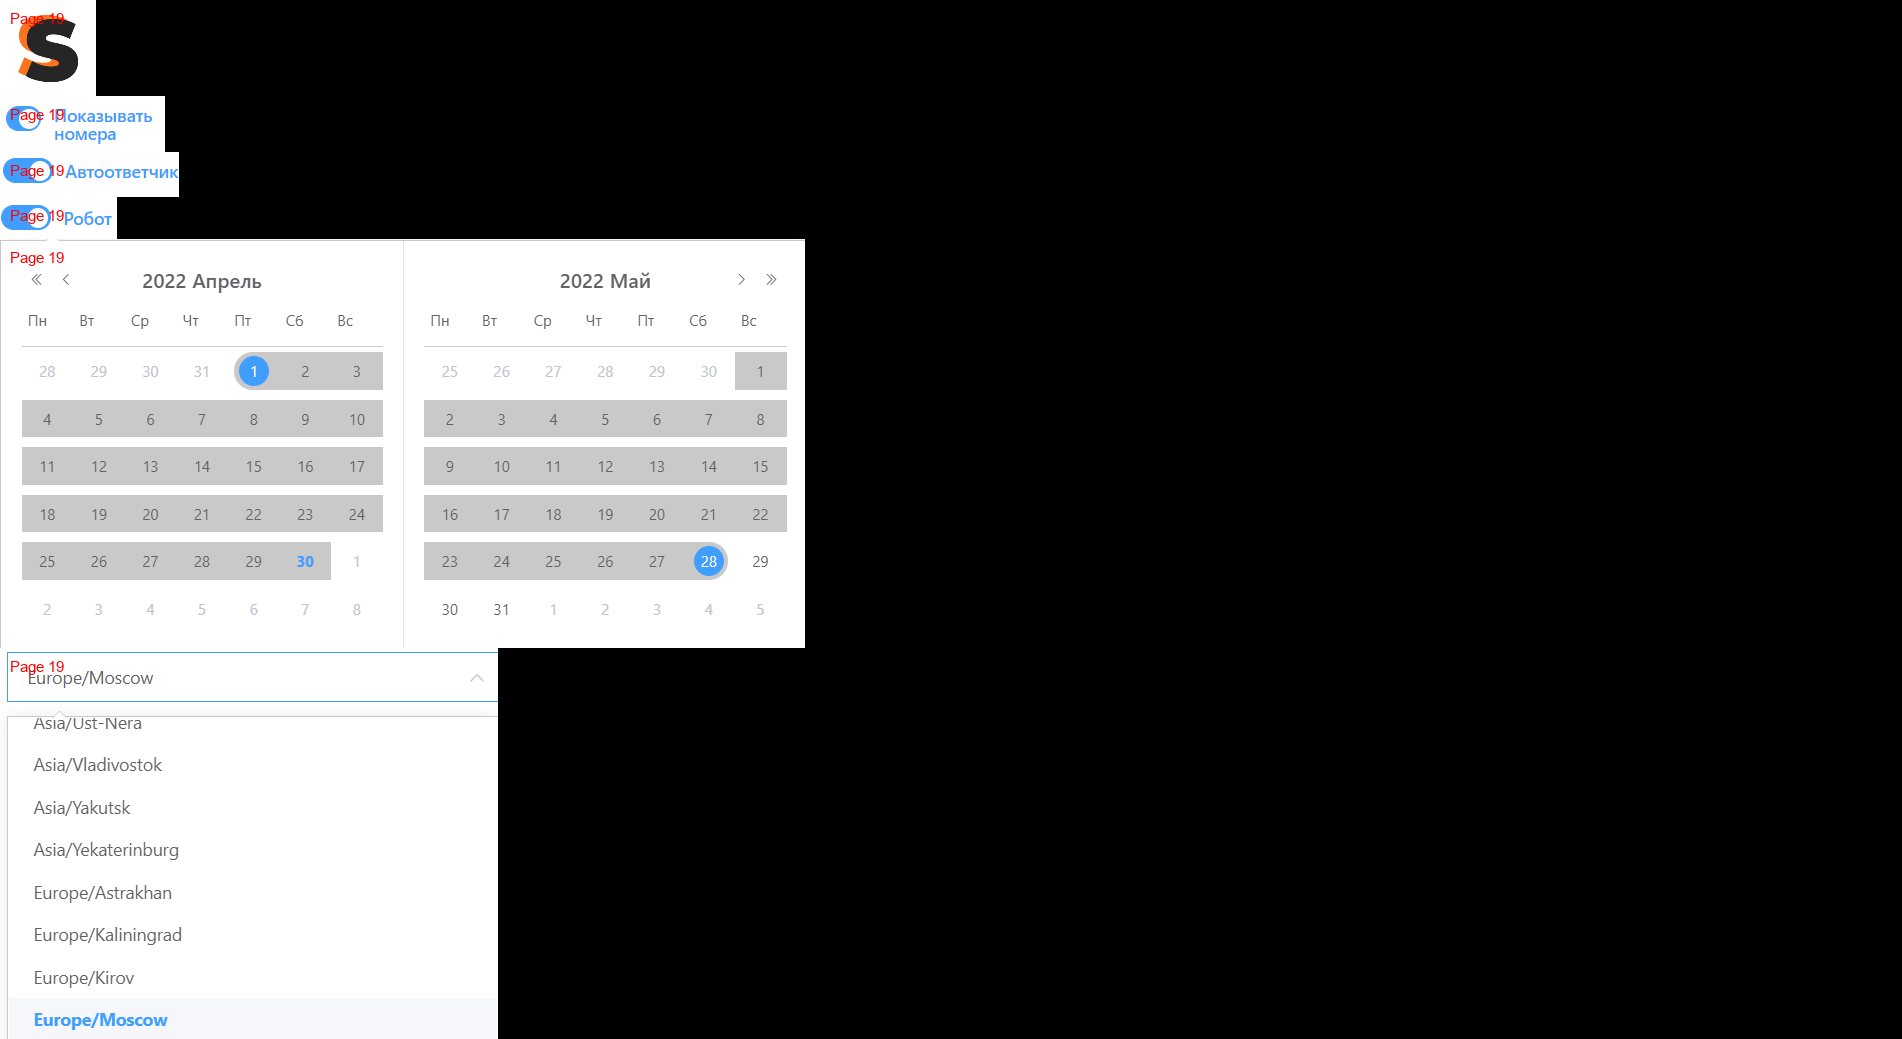 Page 19
S
Page 19
Показывать
номера
Page 19
Автоответчик
Page 19
Робот
Page 19
2022 Апрель
2022 Май
Пн Вт Ср Чт Пт Сб Вс
Пн Вт Ср Чт Пт Сб Вс
28 29 30 31 1 2 3
25 26 27 28 29 30 1
4 5 6 7 8 9 10
2 3 4 5 6 7 8
11 12 13 14 15 16 17
9 10 11 12 13 14 15
18 19 20 21 22 23 24
16 17 18 19 20 21 22
25 26 27 28 29 30 1
23 24 25 26 27 28 29
2 3 4 5 6 7 8
30 31 1 2 3 4 5
Page 19
Europe/Moscow
Asia/Ust-Nera
Asia/Vladivostok
Asia/Yakutsk
Asia/Yekaterinburg
Europe/Astrakhan
Europe/Kaliningrad
Europe/Kirov
Europe/Moscow